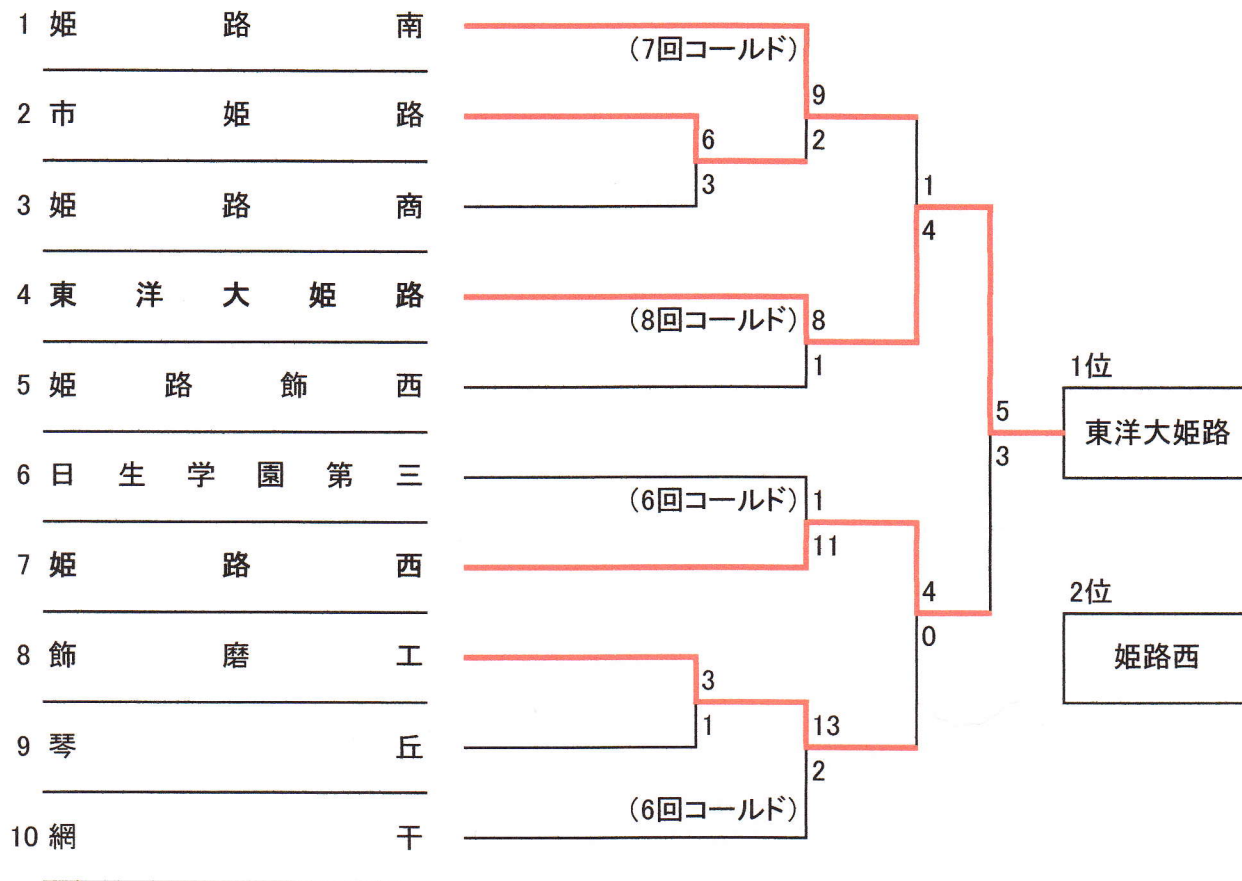 1 姫路南
(7回コールド)
9
2 市姫路
6
2
3
1
3 姫路商
4
4 東洋大姫路
(8回コールド) 8
1
5 姫路飾西
1位
5
東洋大姫路
3
6 日生学園第三
(6回コールド) 1
11
7 姫路西
4
2位
0
8 飾磨工
姫路西
3
1
13
9 琴丘
2
(6回コールド)
10 網干